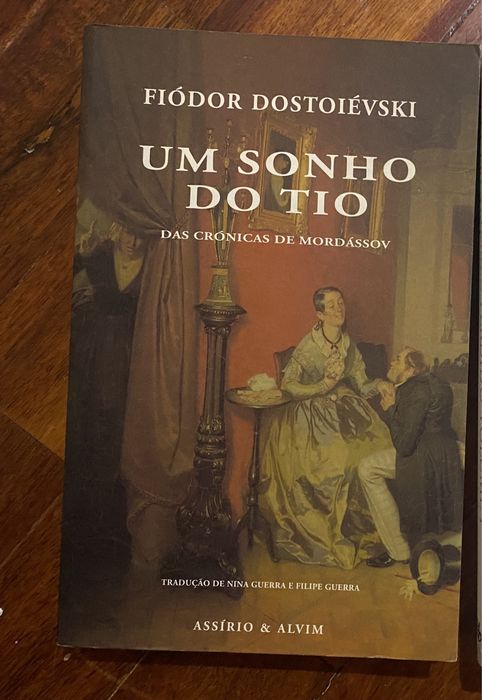 FIÓDOR DOSTOIÉVSKI
UM SONHO
DO TIO
DAS CRÓNICAS DE MORDÁSSOV
TRADUÇÃO DE NINA GUERRA E FILIPE GUERRA
ASSÍRIO & ALVIM